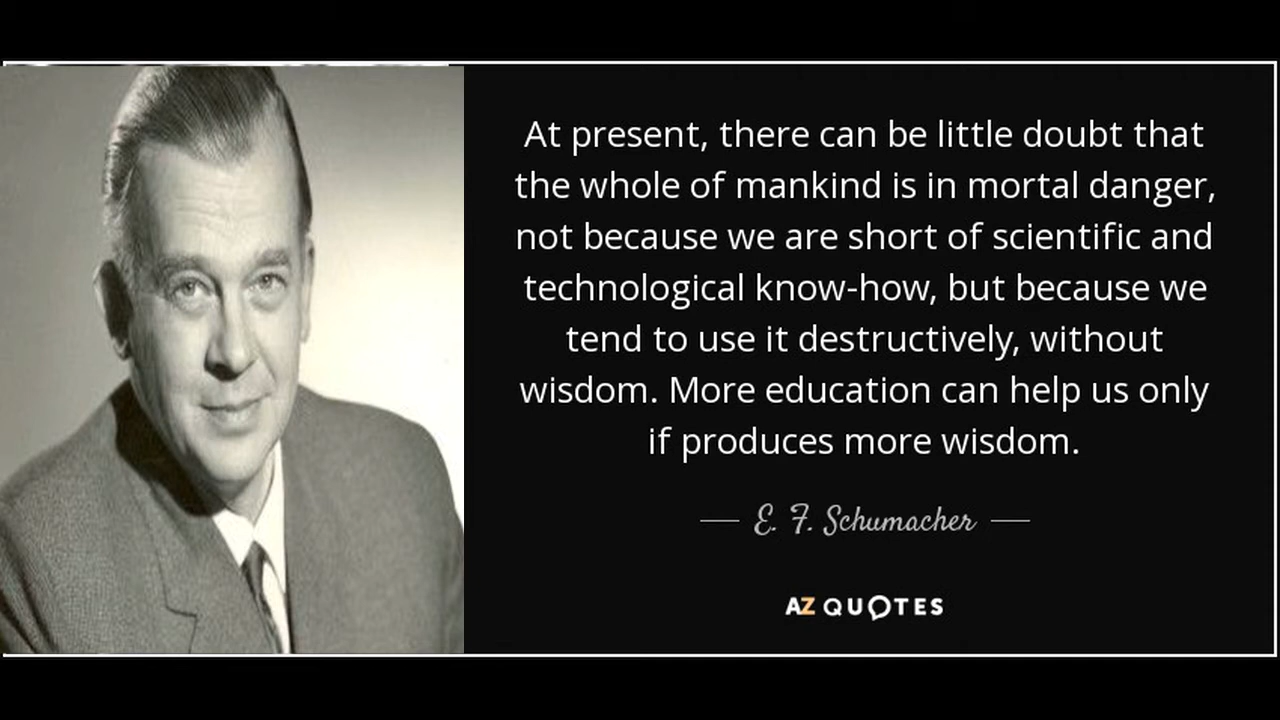 At present, there can be little doubt that
the whole of mankind is in mortal danger,
not because we are short of scientific and
technological know-how, but because we
tend to use it destructively, without
wisdom. More education can help us only
if produces more wisdom.
E. F. Schumacher
AZ QUOTES